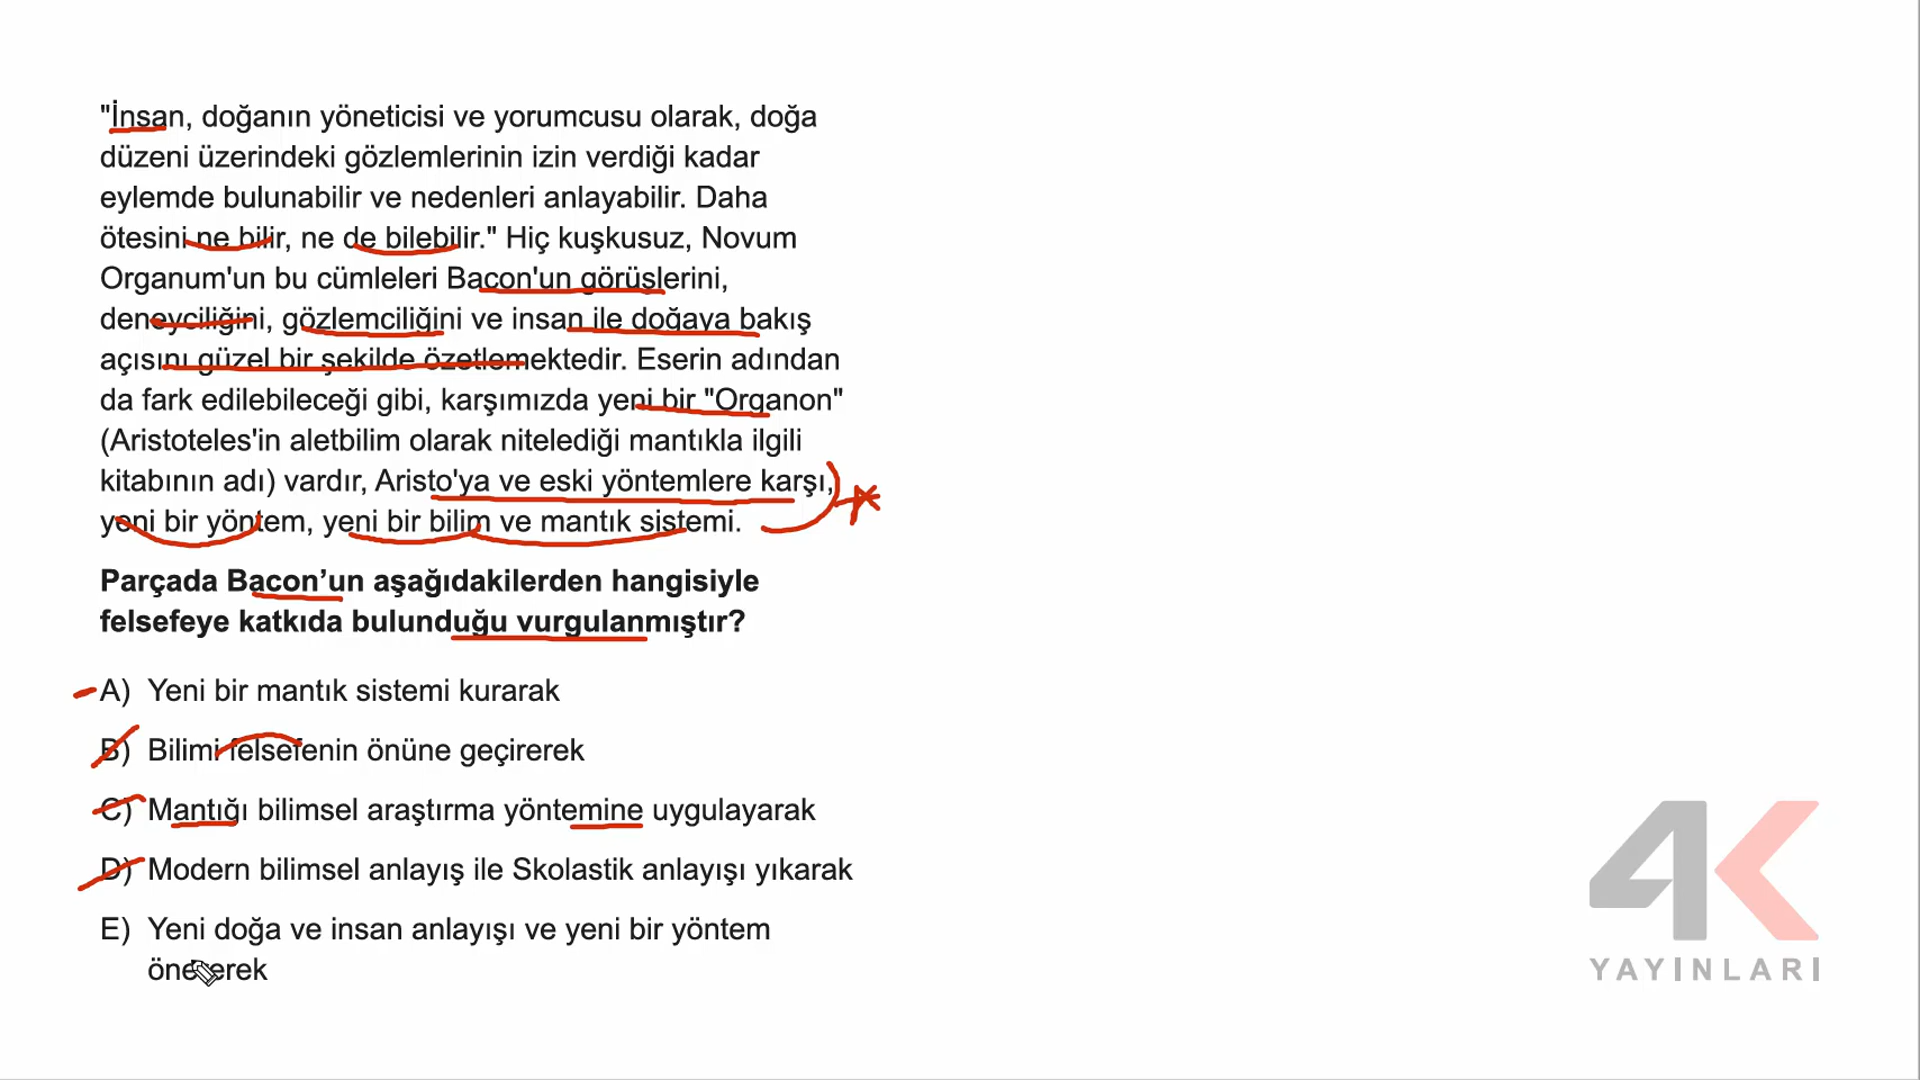 "İnsan, doğanın yöneticisi ve yorumcusu olarak, doğa
düzeni üzerindeki gözlemlerinin izin verdiği kadar
eylemde bulunabilir ve nedenleri anlayabilir. Daha
ötesini ne bilir, ne de bilebilir." Hiç kuşkusuz, Novum
Organum'un bu cümleleri Bacon'un görüşlerini,
deneyciliğini, gözlemciliğini ve insan ile doğaya bakış
açısını güzel bir şekilde özetlemektedir. Eserin adından
da fark edilebileceği gibi, karşımızda yeni bir "Organon"
(Aristoteles'in aletbilim olarak nitelediği mantıkla ilgili
kitabının adı) vardır, Aristo'ya ve eski yöntemlere karşı,
yeni bir yöntem, yeni bir bilim ve mantık sistemi.
Parçada Bacon’un aşağıdakilerden hangisiyle
felsefeye katkıda bulunduğu vurgulanmıştır?
A) Yeni bir mantık sistemi kurarak
B) Bilimi felsefenin önüne geçirerek
C) Mantığı bilimsel araştırma yöntemine uygulayarak
D) Modern bilimsel anlayış ile Skolastik anlayışı yıkarak
E) Yeni doğa ve insan anlayışı ve yeni bir yöntem
önererek
4K
YAYINLARI